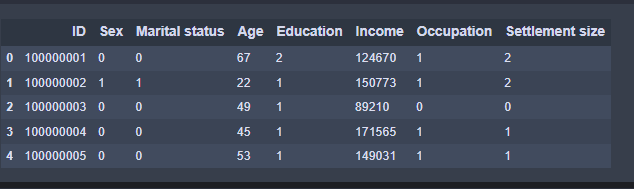 ID Sex Marital status Age Education Income Occupation Settlement size
0 100000001 0 0 67 2 124670 1 2
1 100000002 1 1 22 1 150773 1 2
2 100000003 0 0 49 1 89210 0 0
3 100000004 0 0 45 1 171565 1 1
4 100000005 0 0 53 1 149031 1 1